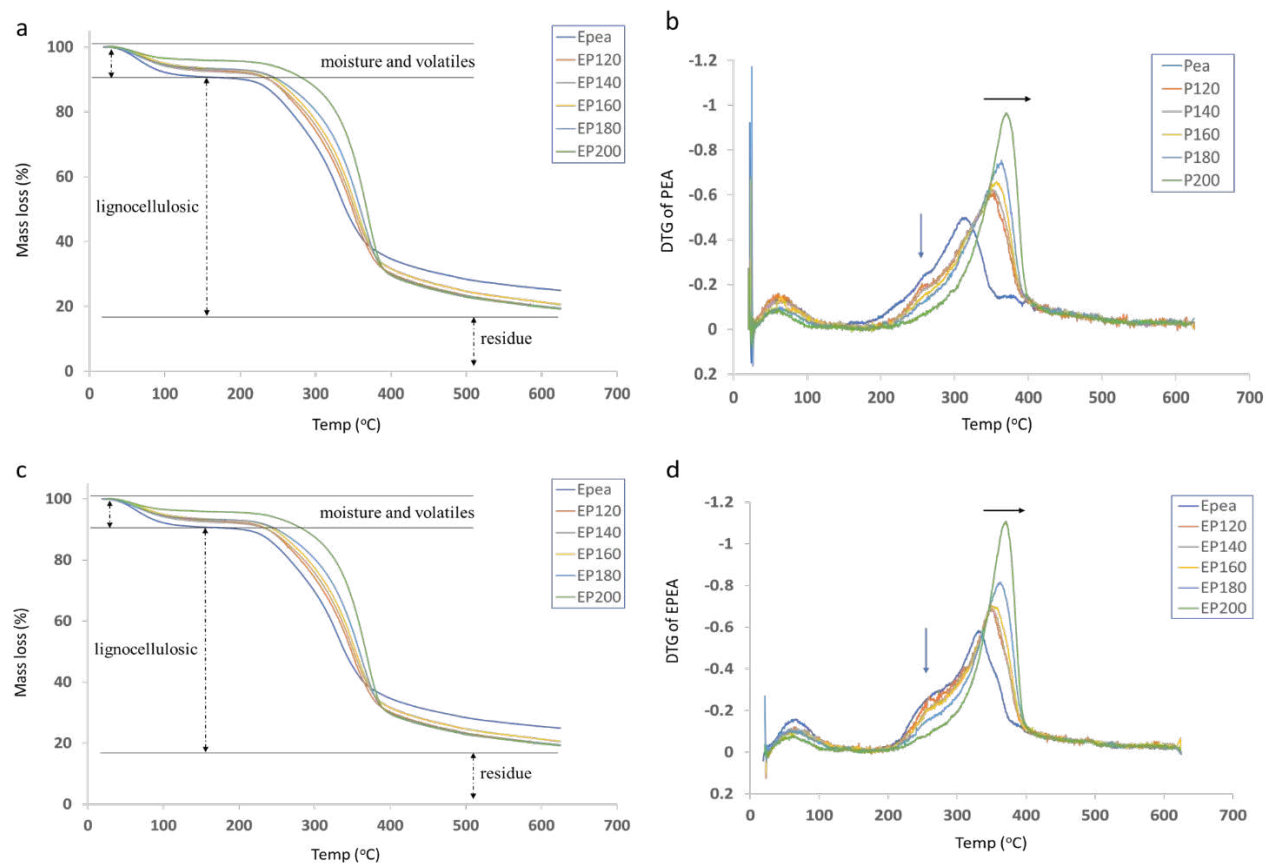 a
100
80
60
40
20
0
Mass loss (%)
0 100 200 300 400 500 600 700
Temp (°C)
moisture and volatiles
lignocellulosic
residue
Epea
EP120
EP140
EP160
EP180
EP200
b
-1.2
-1
-0.8
-0.6
-0.4
-0.2
0
0.2
DTG of PEA
0 100 200 300 400 500 600 700
Temp (°C)
Pea
P120
P140
P160
P180
P200
c
100
80
60
40
20
0
Mass loss (%)
0 100 200 300 400 500 600 700
Temp (°C)
moisture and volatiles
lignocellulosic
residue
Epea
EP120
EP140
EP160
EP180
EP200
d
-1.2
-1
-0.8
-0.6
-0.4
-0.2
0
0.2
DTG of EPEA
0 100 200 300 400 500 600 700
Temp (°C)
Epea
EP120
EP140
EP160
EP180
EP200